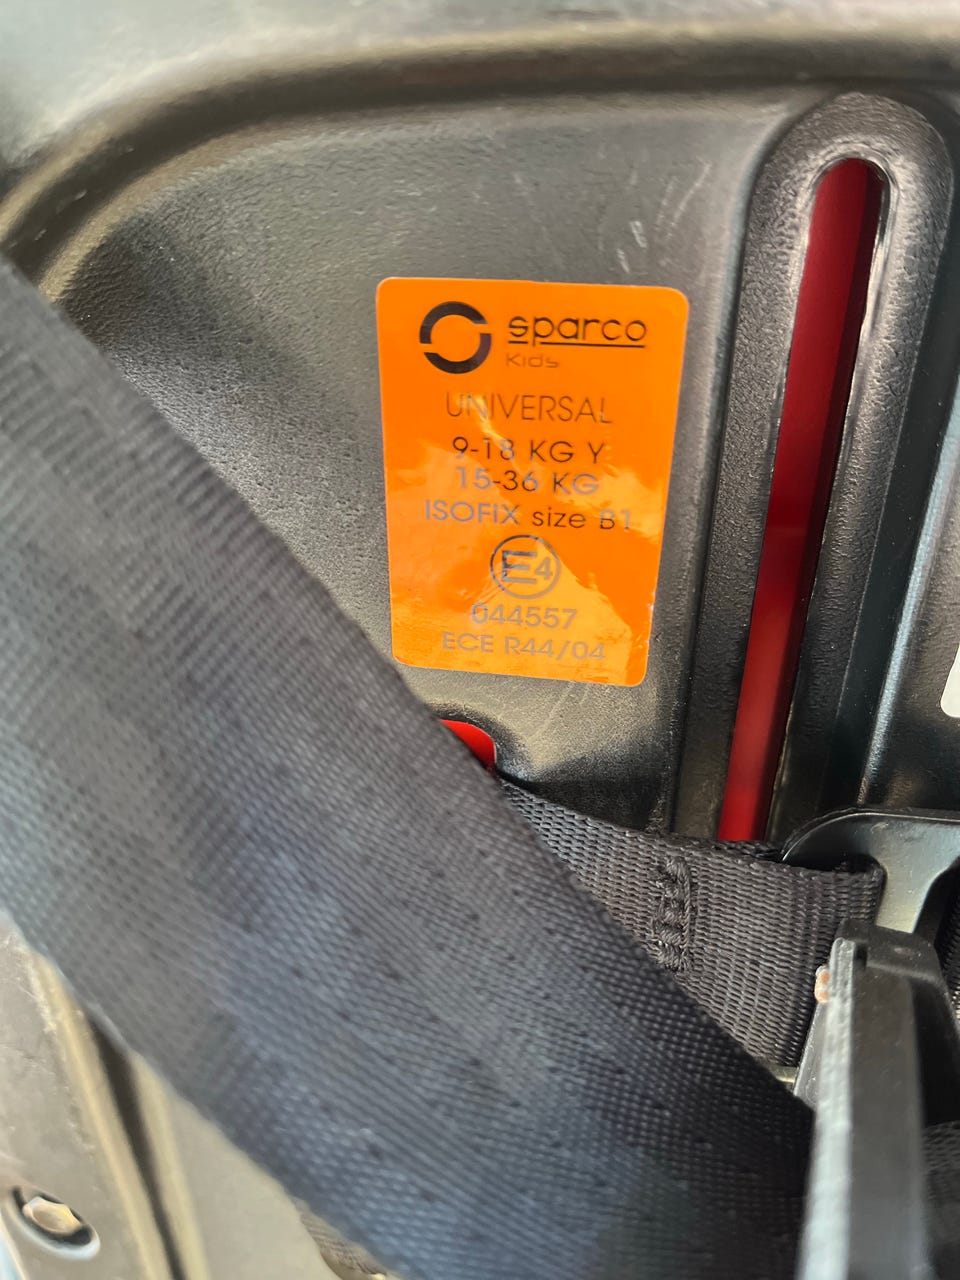 sparco
Kids
UNIVERSAL
9-18 KG Y
15-36 KG
ISOFIX size B1
E4
044557
ECE R44/04